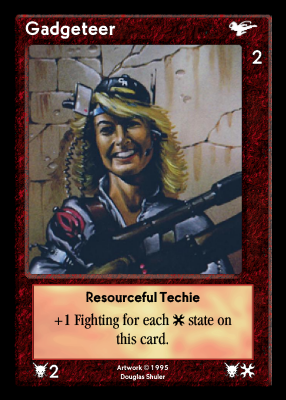 Gadgeteer
2
Resourceful Techie
+1 Fighting for each state on
this card.
2
Artwork © 1995
Douglas Shuler